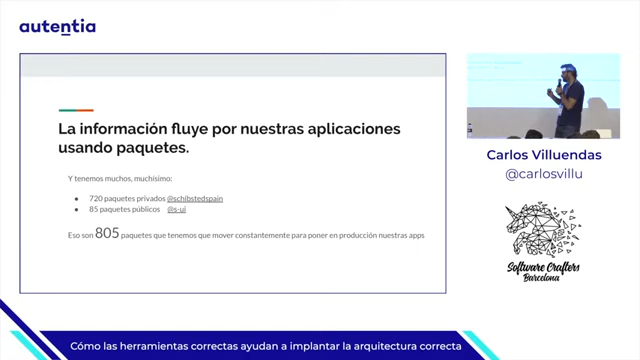 autentia
La información fluye por nuestras aplicaciones
usando paquetes.
Y tenemos muchos, muchísimo:
● 720 paquetes privados @schibstedspain
● 85 paquetes públicos @s-ui
Eso son 805 paquetes que tenemos que mover constantemente para poner en producción nuestras apps
Carlos Villuendas
@carlosvillu
Software Crafters
Barcelona
Cómo las herramientas correctas ayudan a implantar la arquitectura correcta